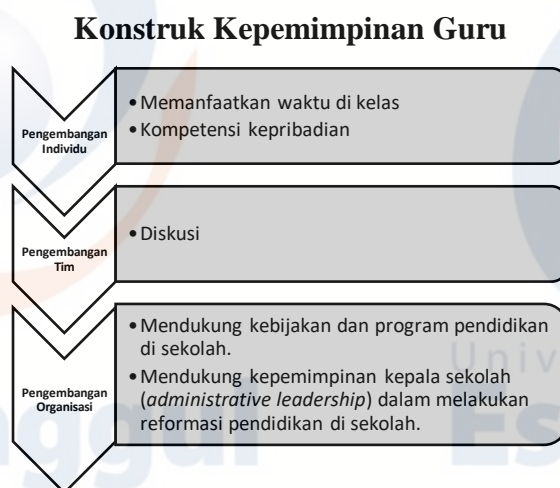 Konstruk Kepemimpinan Guru
Pengembangan
Individu
•Memanfaatkan waktu di kelas
•Kompetensi kepribadian
Pengembangan
Tim
•Diskusi
Pengembangan
Organisasi
•Mendukung kebijakan dan program pendidikan
di sekolah.
•Mendukung kepemimpinan kepala sekolah
(administrative leadership) dalam melakukan
reformasi pendidikan di sekolah.